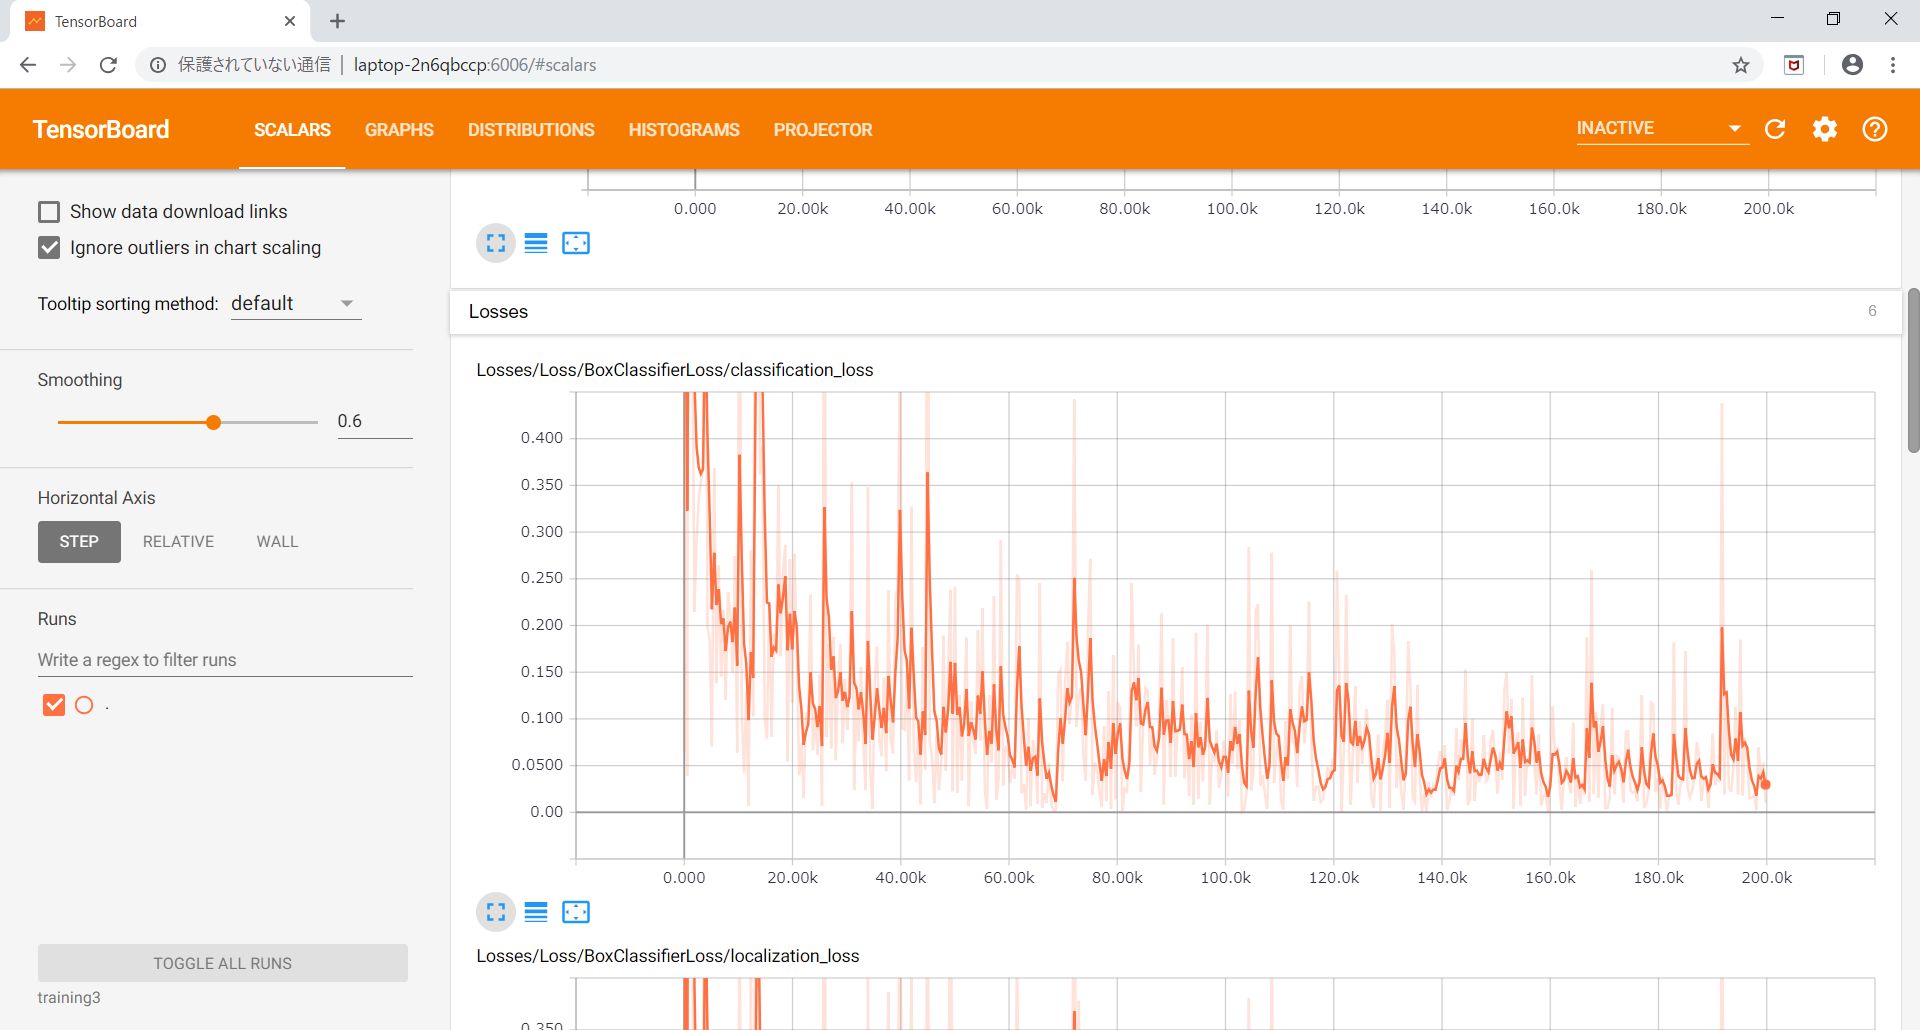 TensorBoard
保護されていない通信 | laptop-2n6qbccp:6006/#scalars
TensorBoard SCALARS GRAPHS DISTRIBUTIONS HISTOGRAMS PROJECTOR INACTIVE
Show data download links
Ignore outliers in chart scaling
Tooltip sorting method: default
Smoothing
0.6
Horizontal Axis
STEP RELATIVE WALL
Runs
Write a regex to filter runs
.
TOGGLE ALL RUNS
training3
0.000 20.00k 40.00k 60.00k 80.00k 100.0k 120.0k 140.0k 160.0k 180.0k 200.0k
Losses 6
Losses/Loss/BoxClassifierLoss/classification_loss
0.400
0.350
0.300
0.250
0.200
0.150
0.100
0.0500
0.00
0.000 20.00k 40.00k 60.00k 80.00k 100.0k 120.0k 140.0k 160.0k 180.0k 200.0k
Losses/Loss/BoxClassifierLoss/localization_loss
0.350